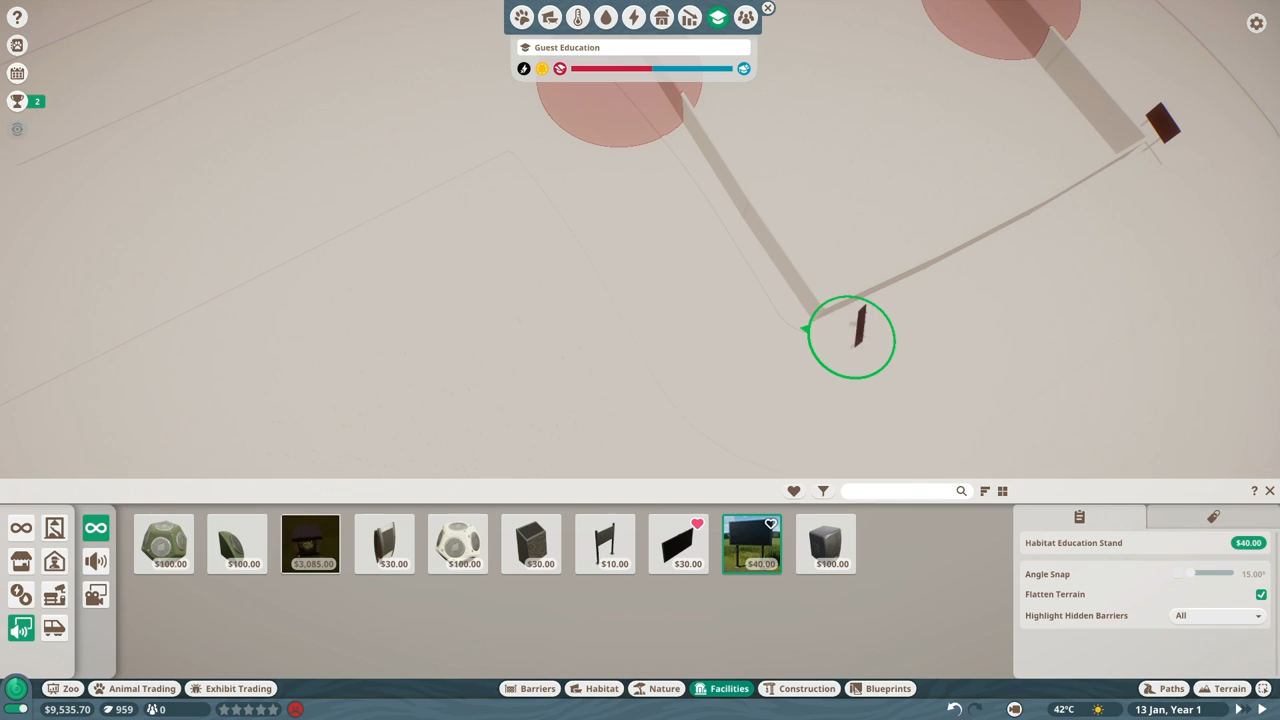 2
Guest Education
$100.00
$100.00
$3,085.00
$30.00
$100.00
$30.00
$10.00
$30.00
$40.00
$100.00
Habitat Education Stand
$40.00
Angle Snap
15.00°
Flatten Terrain
Highlight Hidden Barriers
All
Zoo
Animal Trading
Exhibit Trading
Barriers
Habitat
Nature
Facilities
Construction
Blueprints
Paths
Terrain
$9,535.70
959
0
42°C
13 Jan, Year 1